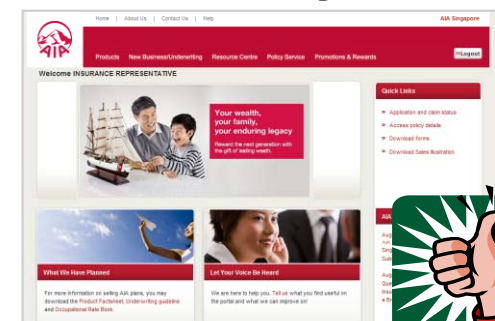 Home | About Us | Contact Us | Help
AIA Singapore
AIA
Products New Business/Underwriting Resource Centre Policy Service Promotions & Rewards
Logout
Welcome INSURANCE REPRESENTATIVE
Your wealth,
your family,
your enduring legacy
Reward the next generation with
the gift of lasting wealth.
Quick Links
» Application and claim status
» Access policy details
» Download forms
» Download Sales Illustration
What We Have Planned
For more information on selling AIA plans, you may
download the Product Factsheet, Underwriting guideline
and Occupational Rate Book.
Let Your Voice Be Heard
We are here to help you. Tell us what you find useful on
the portal and what we can improve on!
AIA